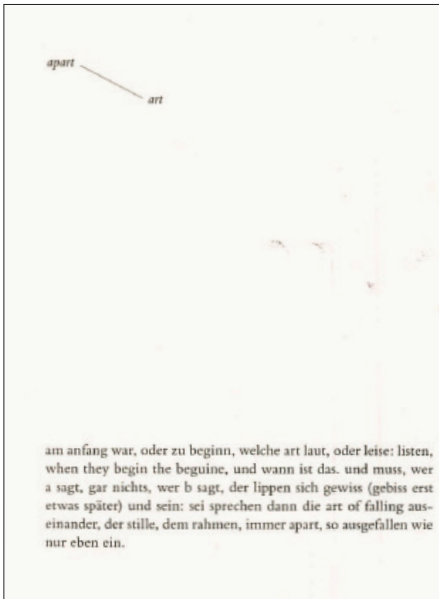 apart
art
am anfang war, oder zu beginn, welche art laut, oder leise: listen,
when they begin the beguine, und wann ist das. und muss, wer
a sagt, gar nichts, wer b sagt, der lippen sich gewiss (gebiss erst
etwas später) und sein: sei sprechen dann die art of falling aus-
einander, der stille, dem rahmen, immer apart, so ausgefallen wie
nur eben ein.